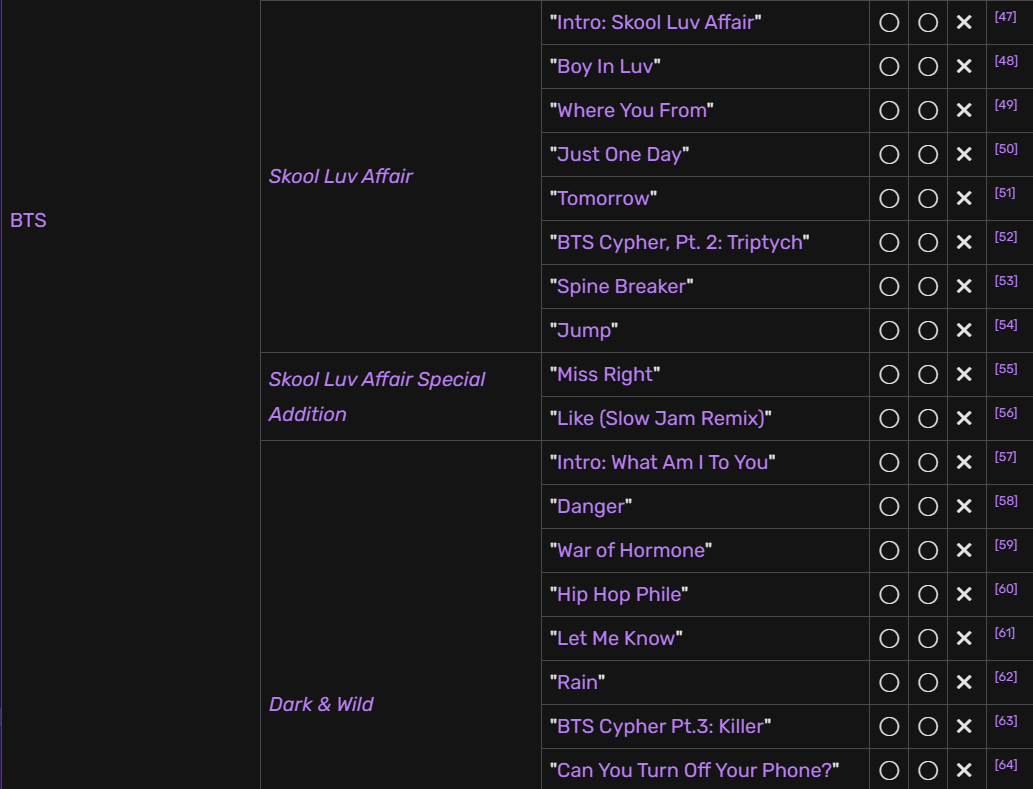 BTS
Skool Luv Affair
"Intro: Skool Luv Affair" ◯ ◯ ✕ [47]
"Boy In Luv" ◯ ◯ ✕ [48]
"Where You From" ◯ ◯ ✕ [49]
"Just One Day" ◯ ◯ ✕ [50]
"Tomorrow" ◯ ◯ ✕ [51]
"BTS Cypher, Pt. 2: Triptych" ◯ ◯ ✕ [52]
"Spine Breaker" ◯ ◯ ✕ [53]
"Jump" ◯ ◯ ✕ [54]
Skool Luv Affair Special
Addition
"Miss Right" ◯ ◯ ✕ [55]
"Like (Slow Jam Remix)" ◯ ◯ ✕ [56]
Dark & Wild
"Intro: What Am I To You" ◯ ◯ ✕ [57]
"Danger" ◯ ◯ ✕ [58]
"War of Hormone" ◯ ◯ ✕ [59]
"Hip Hop Phile" ◯ ◯ ✕ [60]
"Let Me Know" ◯ ◯ ✕ [61]
"Rain" ◯ ◯ ✕ [62]
"BTS Cypher Pt.3: Killer" ◯ ◯ ✕ [63]
"Can You Turn Off Your Phone?" ◯ ◯ ✕ [64]